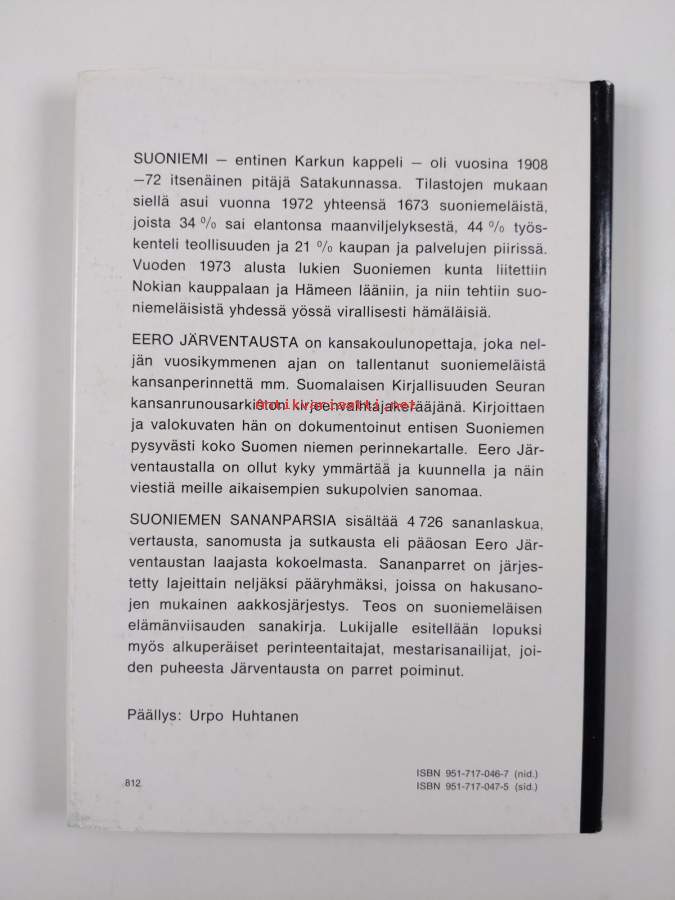 SUONIEMI — entinen Karkun kappeli — oli vuosina 1908
—72 itsenäinen pitäjä Satakunnassa. Tilastojen mukaan
siellä asui vuonna 1972 yhteensä 1673 suoniemeläistä,
joista 34 % sai elantonsa maanviljelyksestä, 44 % työs-
kenteli teollisuuden ja 21 % kaupan ja palvelujen piirissä.
Vuoden 1973 alusta lukien Suoniemen kunta liitettiin
Nokian kauppalaan ja Hämeen lääniin, ja niin tehtiin suo-
niemeläisistä yhdessä yössä virallisesti hämäläisiä.
EERO JÄRVENTAUSTA on kansakoulunopettaja, joka nel-
jän vuosikymmenen ajan on tallentanut suoniemeläistä
kansanperinnettä mm. Suomalaisen Kirjallisuuden Seuran
kansanrunousarkiston kirjeenvaihtajakerääjänä. Kirjoittaen
ja valokuvaten hän on dokumentoinut entisen Suoniemen
pysyvästi koko Suomen niemen perinnekartalle. Eero Jär-
ventaustalla on ollut kyky ymmärtää ja kuunnella ja näin
viestiä meille aikaisempien sukupolvien sanomaa.
SUONIEMEN SANANPARSIA sisältää 4 726 sananlaskua,
vertausta, sanomusta ja sutkausta eli pääosan Eero Jär-
ventaustan laajasta kokoelmasta. Sananparret on järjes-
tetty lajeittain neljäksi pääryhmäksi, joissa on hakusano-
jen mukainen aakkosjärjestys. Teos on suoniemeläisen
elämänviisauden sanakirja. Lukijalle esitellään lopuksi
myös alkuperäiset perinteentaitajat, mestarisanailijat, joi-
den puheesta Järventausta on parret poiminut.
Päällys: Urpo Huhtanen
812
ISBN 951-717-046-7 (nid.)
ISBN 951-717-047-5 (sid.)